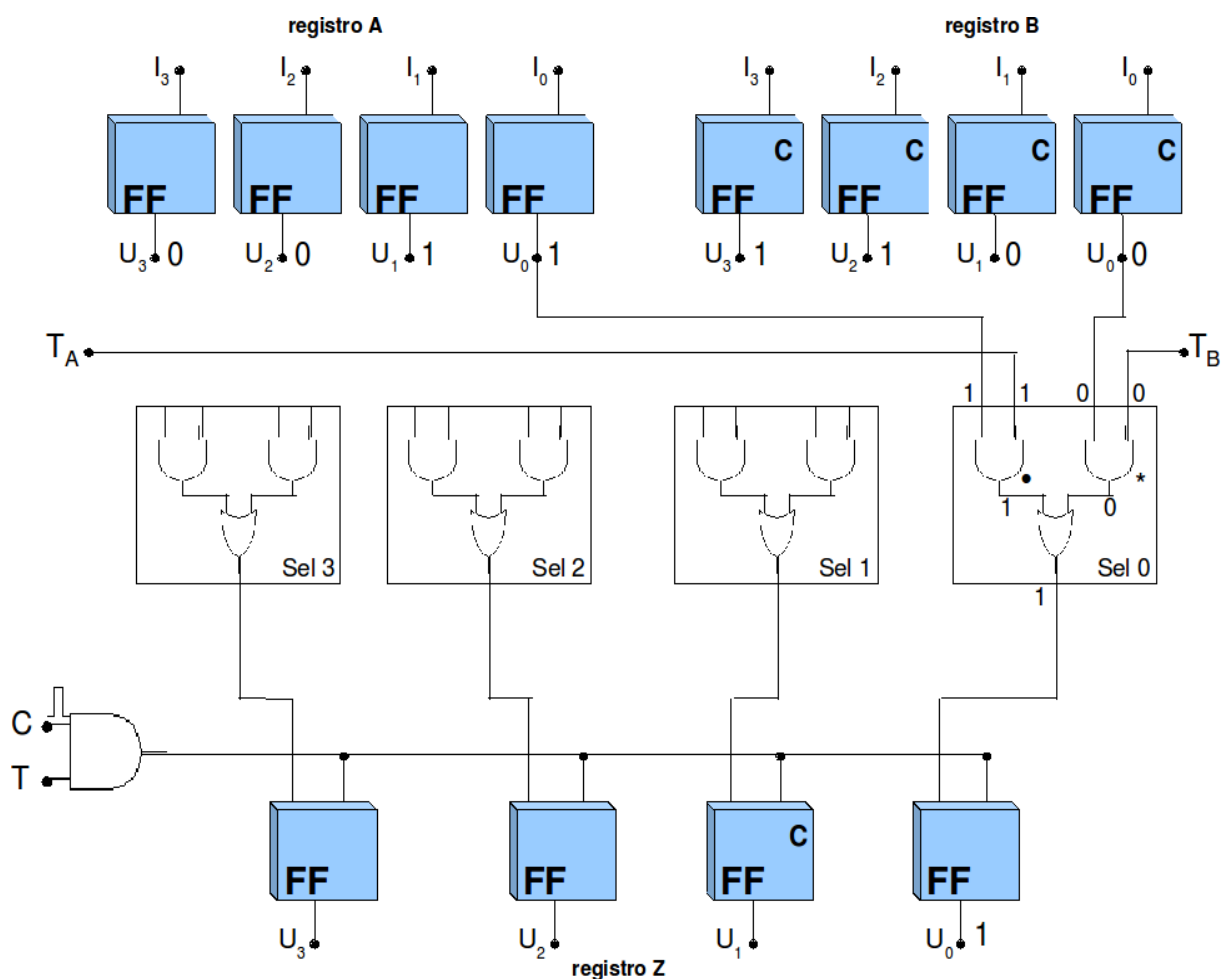 registro A registro B
I3 I2 I1 I0 I3 I2 I1 I0
C C C C
FF FF FF FF FF FF FF FF
U3 0 U2 0 U1 1 U0 1 U3 1 U2 1 U1 0 U0 0
TA TB
1 1 0 0
• *
1 0
Sel 3 Sel 2 Sel 1 Sel 0
1
C
T
C
FF FF FF FF
U3 U2 U1 U0 1
registro Z